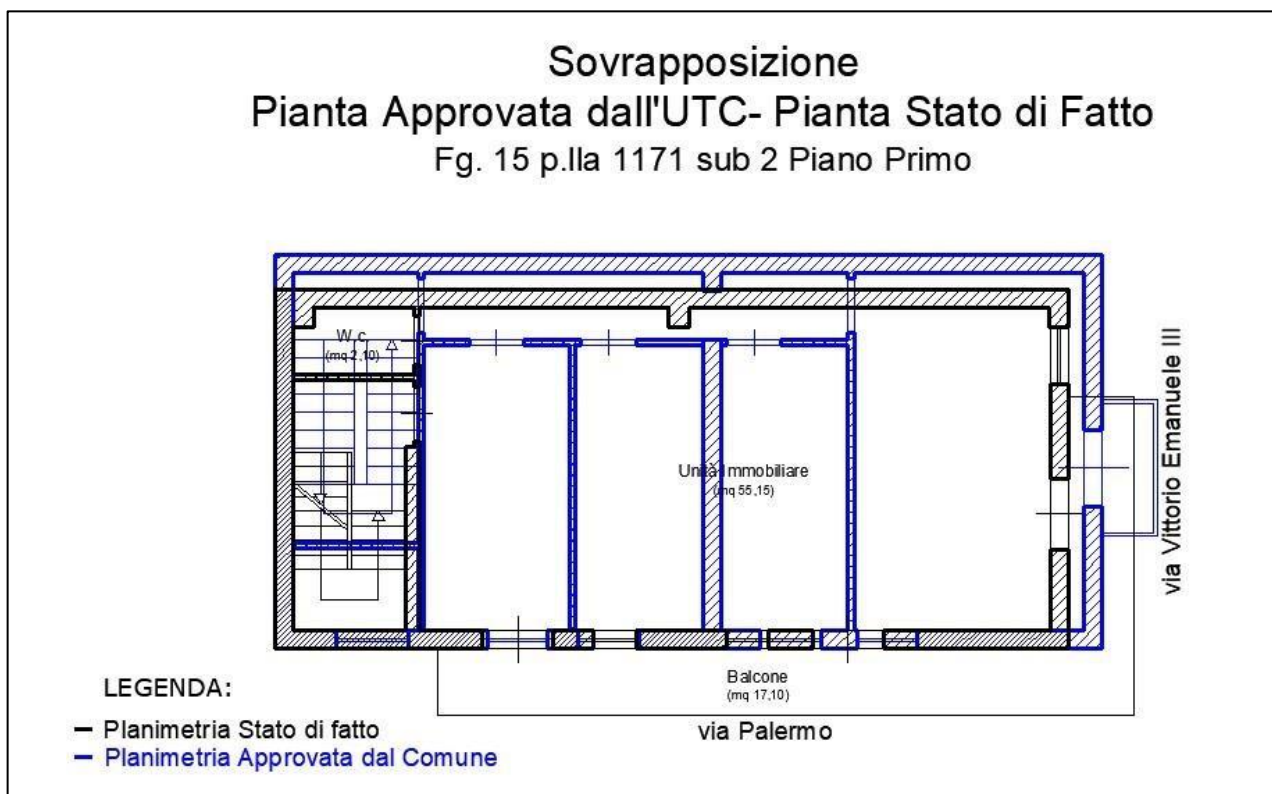 Sovrapposizione
Pianta Approvata dall'UTC- Pianta Stato di Fatto
Fg. 15 p.lla 1171 sub 2 Piano Primo
W.c.
(mq 2,10)
Unità Immobiliare
(mq 55,15)
via Vittorio Emanuele III
Balcone
(mq 17,10)
via Palermo
LEGENDA:
Planimetria Stato di fatto
Planimetria Approvata dal Comune